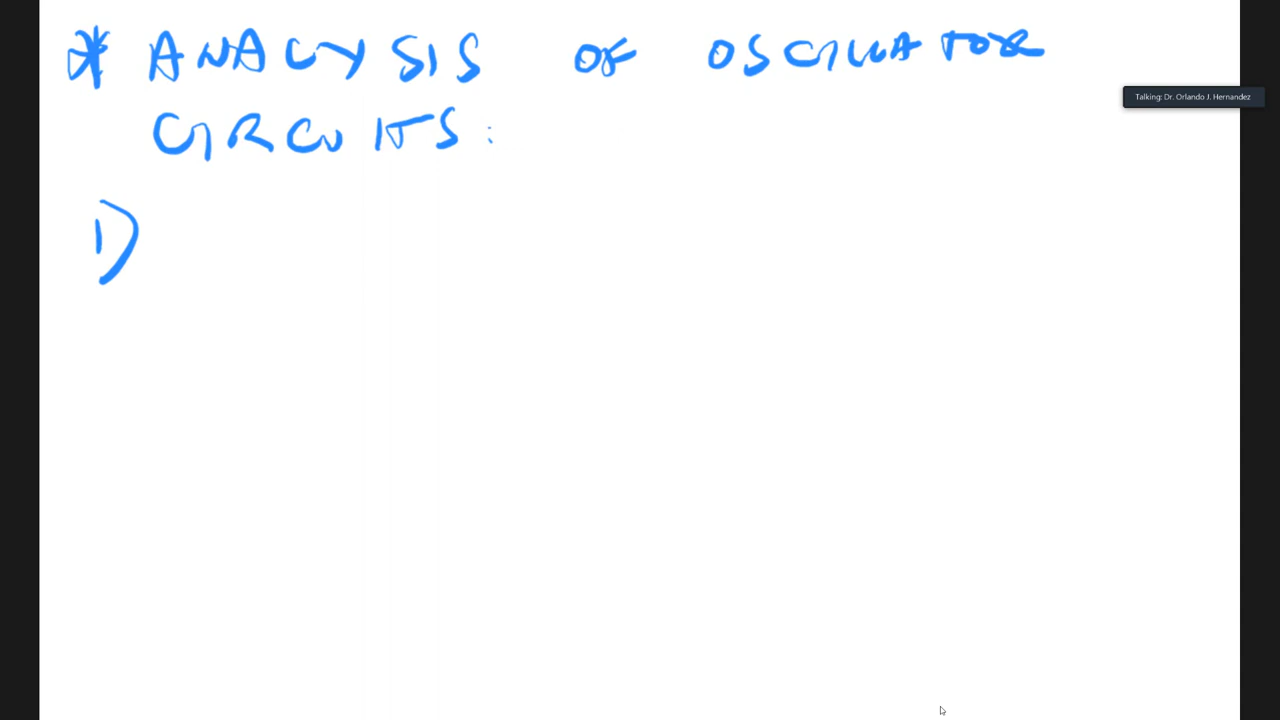 * ANALYSIS OF OSCILLATOR
Talking: Dr. Orlando J. Hernandez
CIRCUITS:
1)